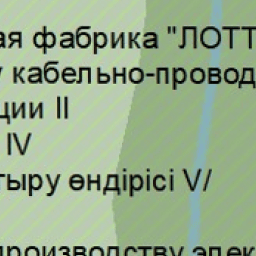 ая фабрика "ЛОТТ
у кабельно-провод
ции II
IV
тыру өндірісі V/
производству элек